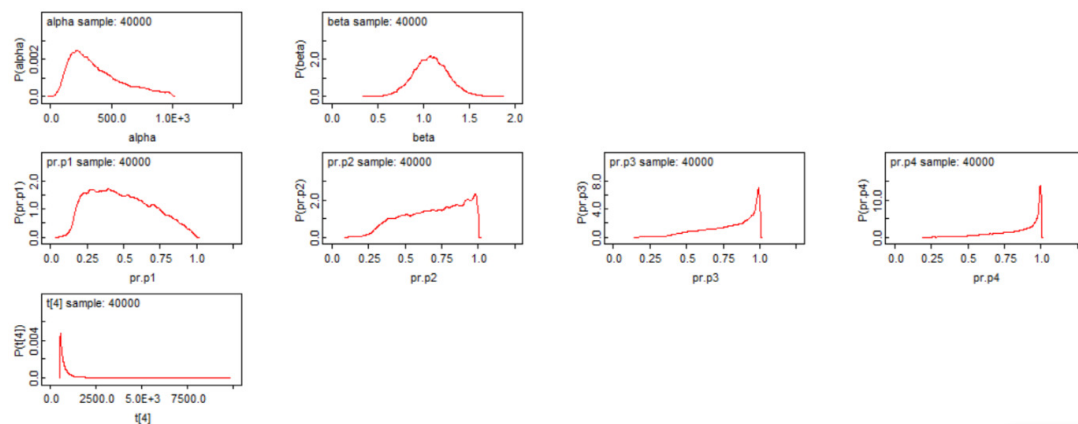 alpha sample: 40000
P(alpha)
0.0 0.002
0.0 500.0 1.0E+3
alpha
beta sample: 40000
P(beta)
0.0 2.0
0.0 0.5 1.0 1.5 2.0
beta
pr.p1 sample: 40000
P(pr.p1)
0.0 1.0 2.0
0.0 0.25 0.5 0.75 1.0
pr.p1
pr.p2 sample: 40000
P(pr.p2)
0.0 2.0
0.0 0.25 0.5 0.75 1.0
pr.p2
pr.p3 sample: 40000
P(pr.p3)
0.0 4.0 8.0
0.0 0.25 0.5 0.75 1.0
pr.p3
pr.p4 sample: 40000
P(pr.p4)
0.0 10.0
0.0 0.25 0.5 0.75 1.0
pr.p4
t[4] sample: 40000
P(t[4])
0.0 0.004
0.0 2500.0 5.0E+3 7500.0
t[4]